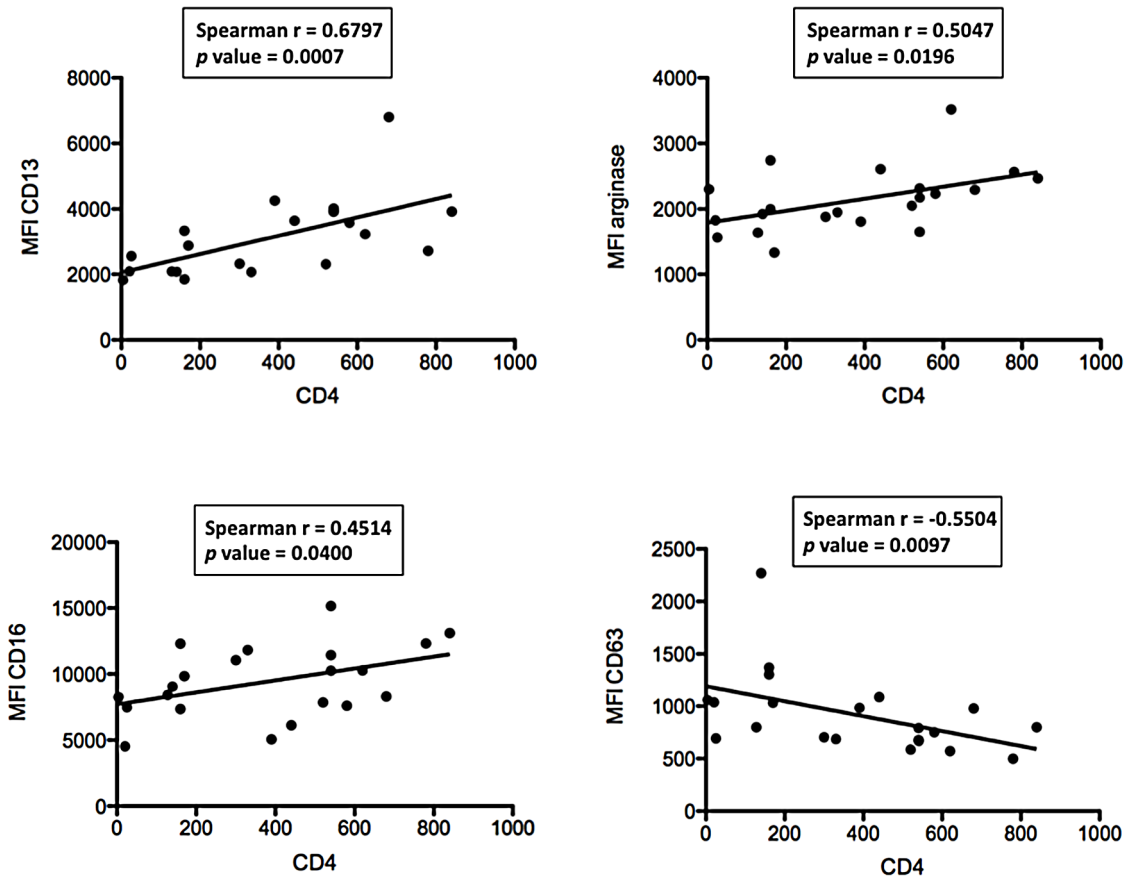 Spearman r = 0.6797
p value = 0.0007
8000
6000
4000
2000
0
MFI CD13
0 200 400 600 800 1000
CD4
Spearman r = 0.5047
p value = 0.0196
4000
3000
2000
1000
0
MFI arginase
0 200 400 600 800 1000
CD4
Spearman r = 0.4514
p value = 0.0400
20000
15000
10000
5000
0
MFI CD16
0 200 400 600 800 1000
CD4
Spearman r = -0.5504
p value = 0.0097
2500
2000
1500
1000
500
0
MFI CD63
0 200 400 600 800 1000
CD4